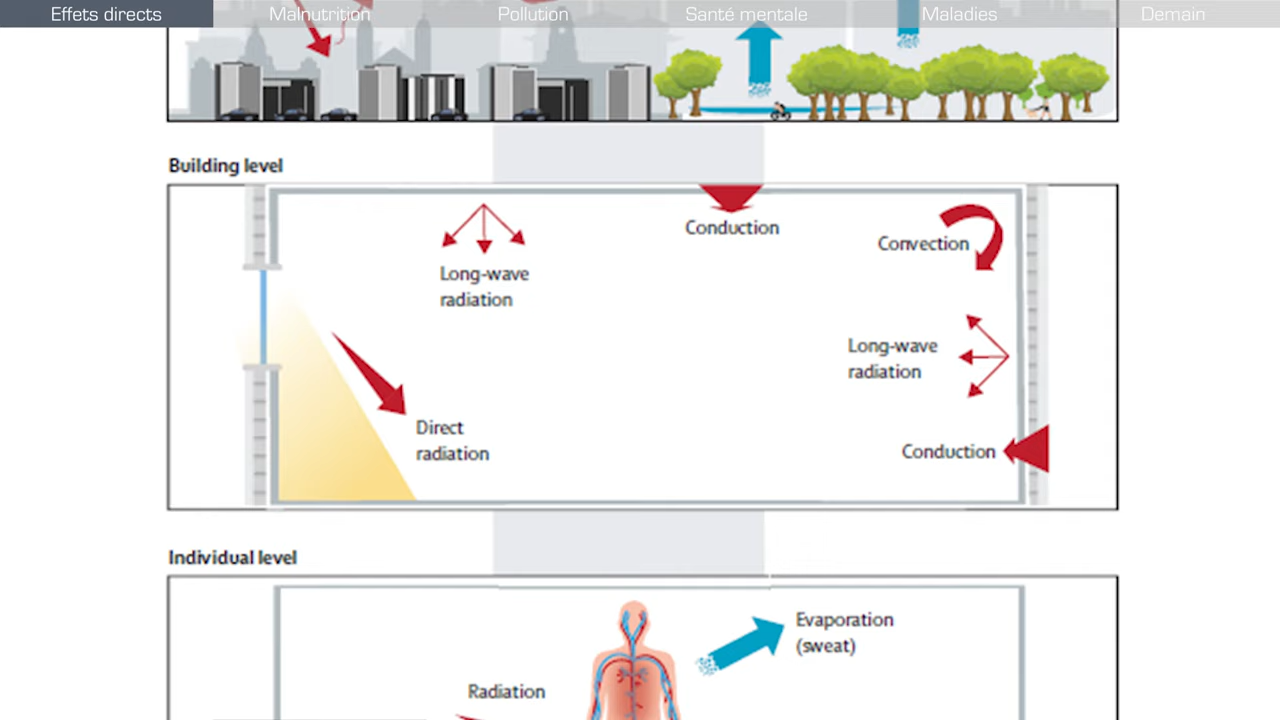 Effets directs
Malnutrition
Pollution
Santé mentale
Maladies
Demain
Building level
Conduction
Convection
Long-wave
radiation
Long-wave
radiation
Direct
radiation
Conduction
Individual level
Evaporation
(sweat)
Radiation